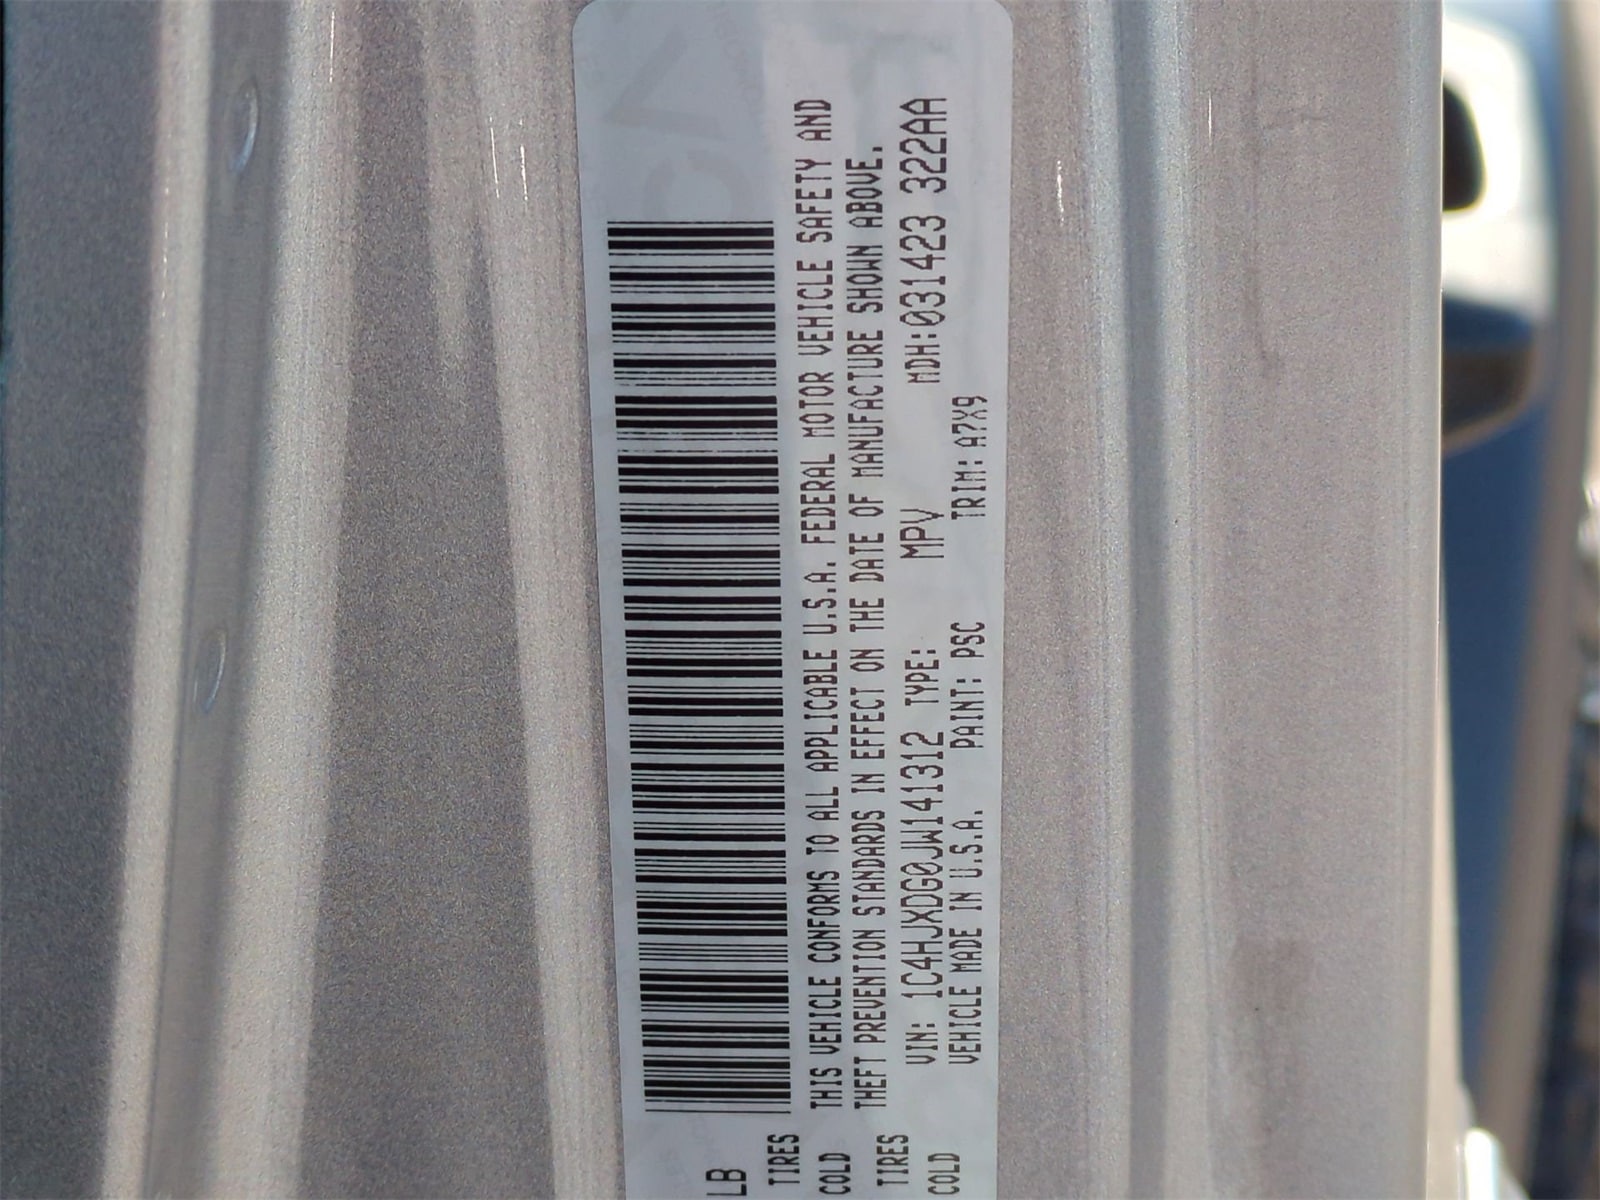 LB
TIRES
COLD
TIRES
COLD
THIS VEHICLE CONFORMS TO ALL APPLICABLE U.S.A. FEDERAL MOTOR VEHICLE SAFETY AND
THEFT PREVENTION STANDARDS IN EFFECT ON THE DATE OF MANUFACTURE SHOWN ABOVE.
VIN: 1C4HJXDG0JW141312 TYPE: MPV MDH:031423 322AA
VEHICLE MADE IN U.S.A. PAINT: PSC TRIM: A7X9